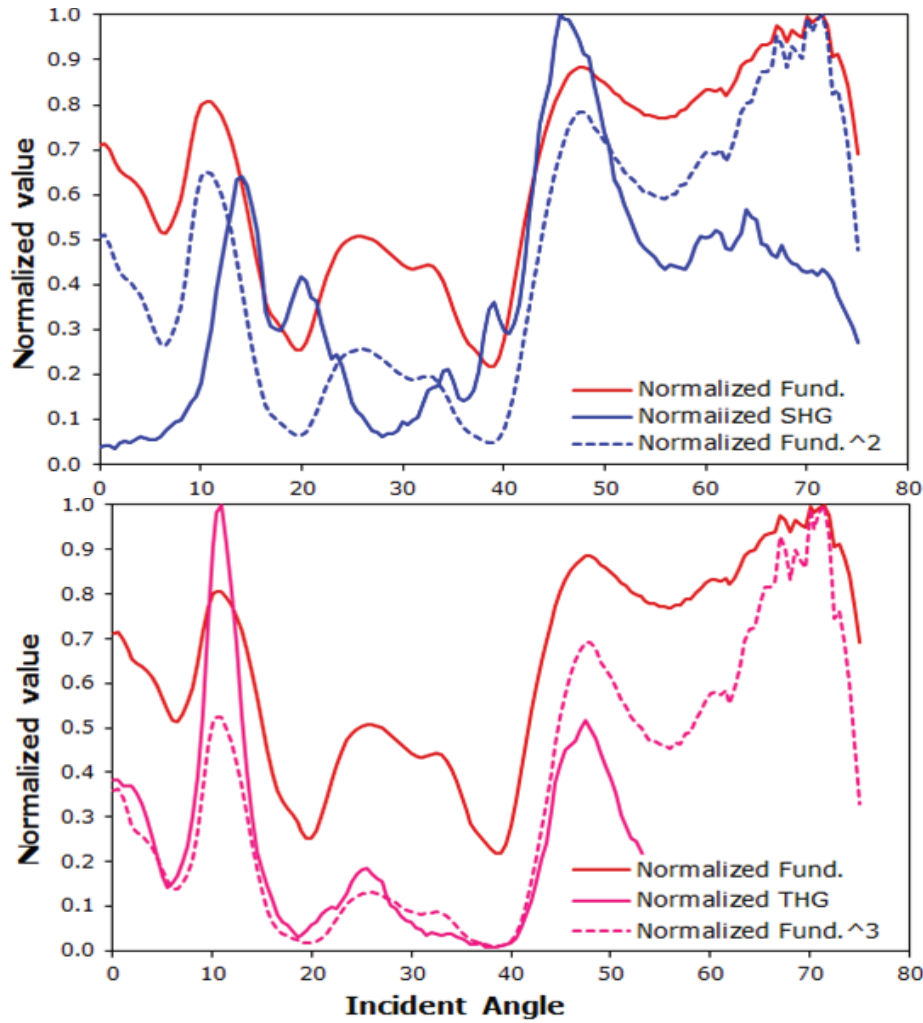 1.0
0.9
0.8
0.7
0.6
0.5
0.4
0.3
0.2
0.1
0.0
Normalized value
Normalized Fund.
Normaiized SHG
Normalized Fund.^2
0 10 20 30 40 50 60 70 80
1.0
0.9
0.8
0.7
0.6
0.5
0.4
0.3
0.2
0.1
0.0
Normalized value
Normalized Fund.
Normalized THG
Normalized Fund.^3
0 10 20 30 40 50 60 70 80
Incident Angle